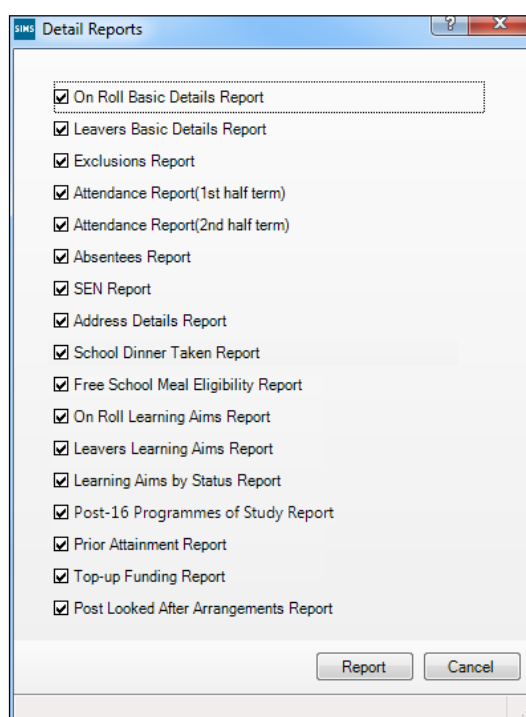 SIMS Detail Reports ? X
On Roll Basic Details Report
Leavers Basic Details Report
Exclusions Report
Attendance Report(1st half term)
Attendance Report(2nd half term)
Absentees Report
SEN Report
Address Details Report
School Dinner Taken Report
Free School Meal Eligibility Report
On Roll Learning Aims Report
Leavers Learning Aims Report
Learning Aims by Status Report
Post-16 Programmes of Study Report
Prior Attainment Report
Top-up Funding Report
Post Looked After Arrangements Report
Report Cancel